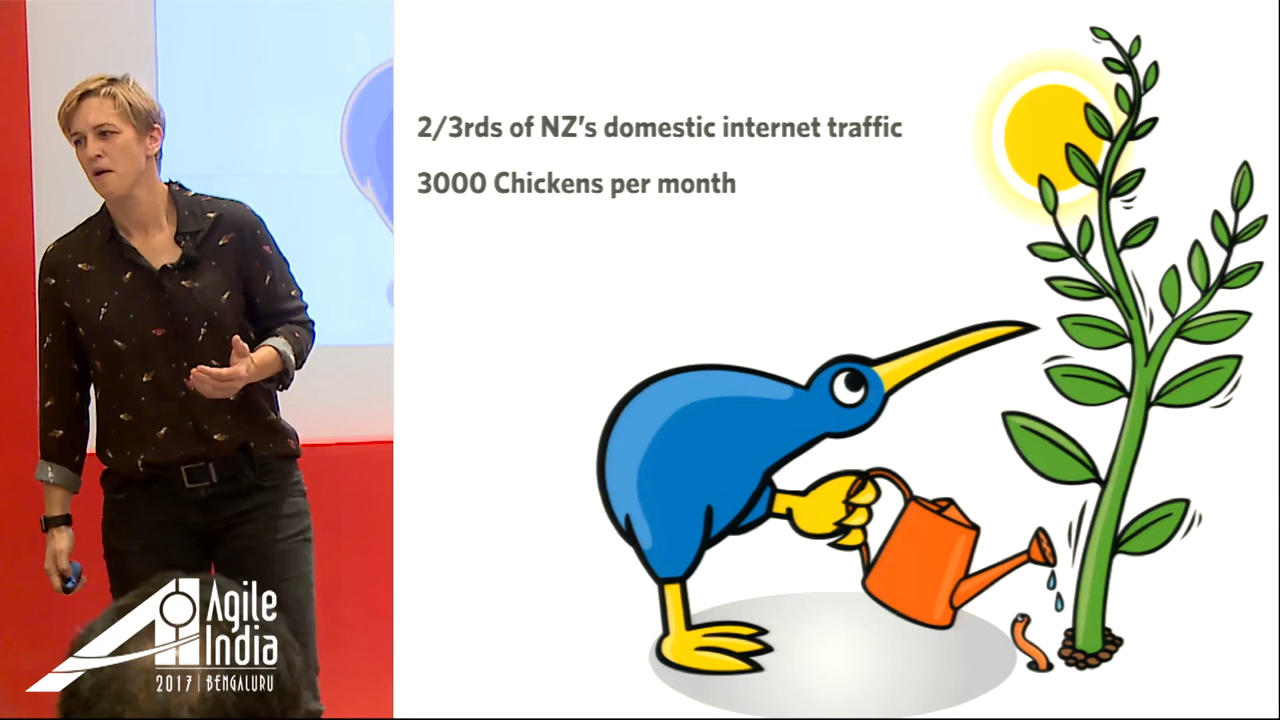 2/3rds of NZ's domestic internet traffic
3000 Chickens per month
Agile
India
2017 | BENGALURU